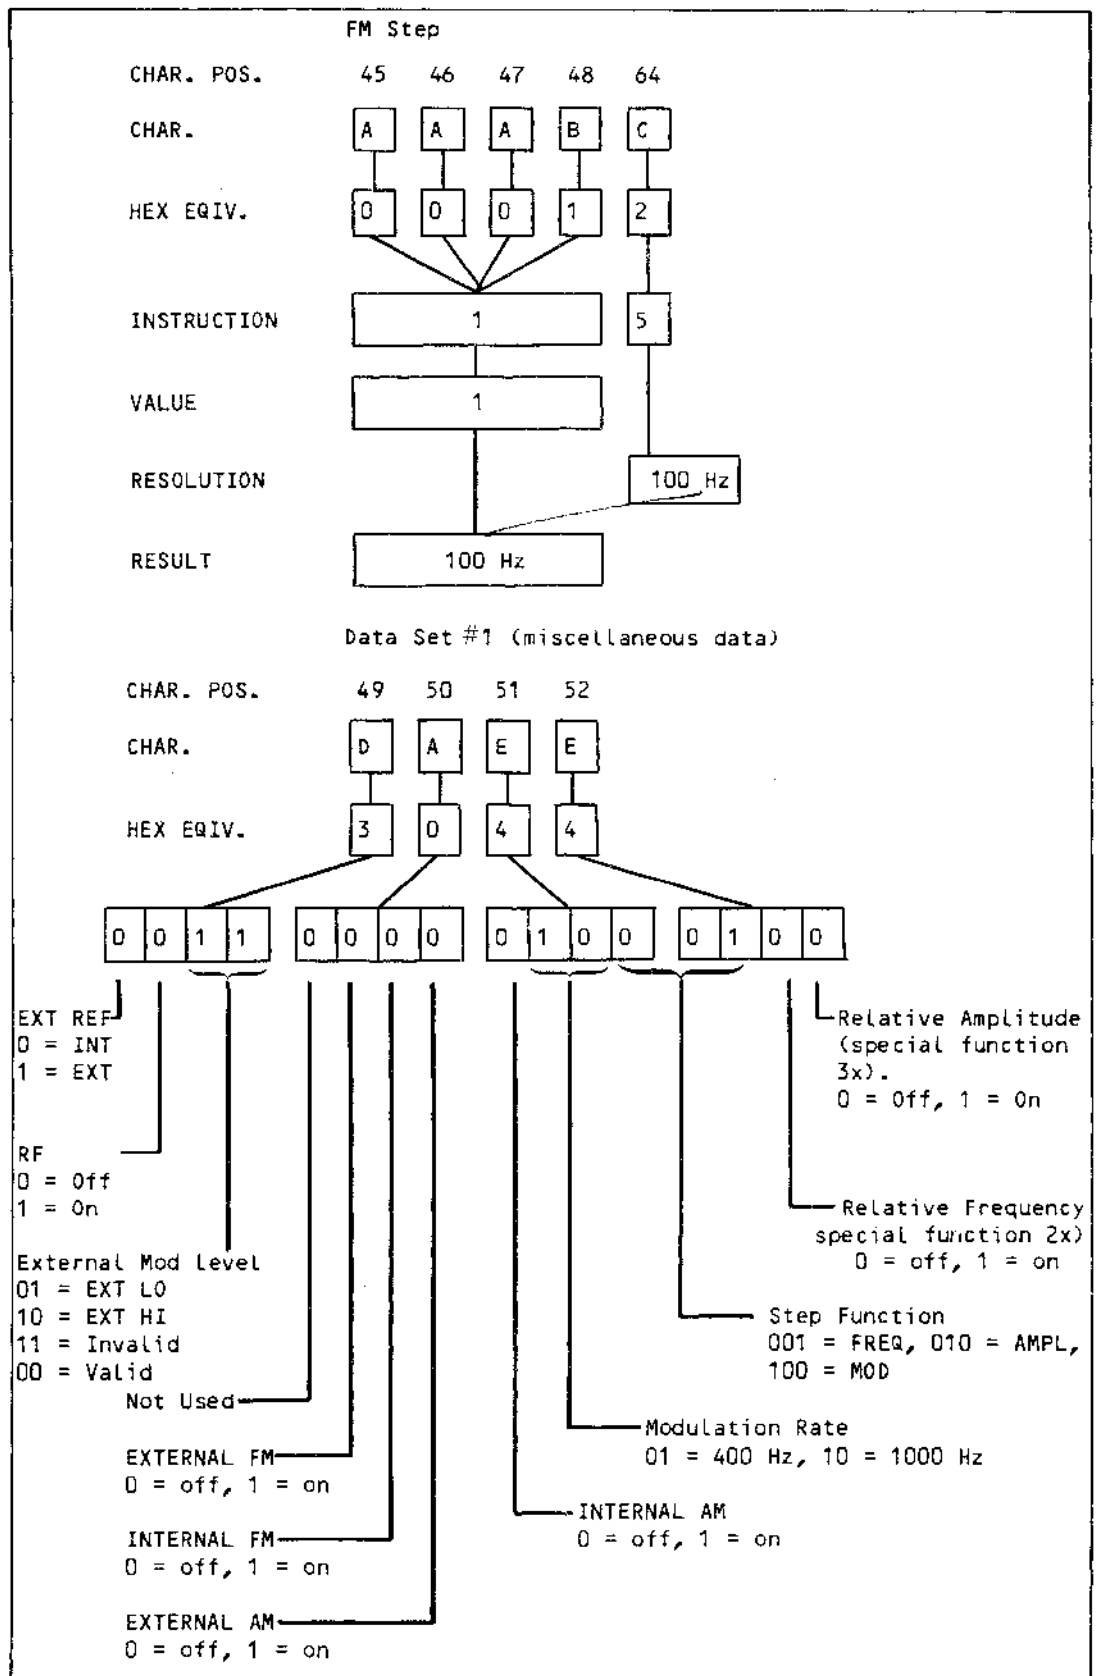 FM Step
CHAR. POS. 45 46 47 48 64
CHAR. A A A B C
HEX EQIV. 0 0 0 1 2
INSTRUCTION 1 5
VALUE 1
RESOLUTION 100 Hz
RESULT 100 Hz
Data Set #1 (miscellaneous data)
CHAR. POS. 49 50 51 52
CHAR. D A E E
HEX EQIV. 3 0 4 4
0 0 1 1 0 0 0 0 0 1 0 0 0 1 0 0
EXT REF
0 = INT
1 = EXT
RF
0 = Off
1 = On
External Mod Level
01 = EXT LO
10 = EXT HI
11 = Invalid
00 = Valid
Not Used
EXTERNAL FM
0 = off, 1 = on
INTERNAL FM
0 = off, 1 = on
EXTERNAL AM
0 = off, 1 = on
INTERNAL AM
0 = off, 1 = on
Modulation Rate
01 = 400 Hz, 10 = 1000 Hz
Step Function
001 = FREQ, 010 = AMPL,
100 = MOD
Relative Frequency
special function 2x)
0 = off, 1 = on
Relative Amplitude
(special function
3x).
0 = Off, 1 = On